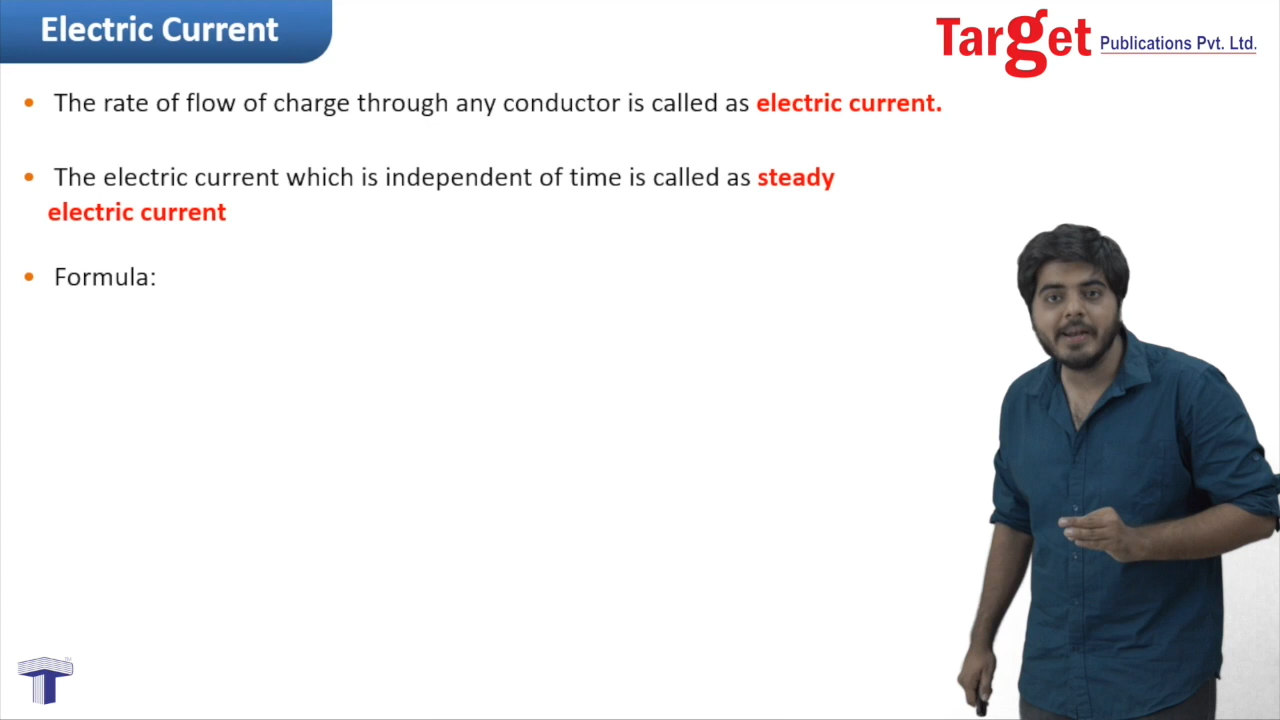 Electric Current
Target Publications Pvt. Ltd.
• The rate of flow of charge through any conductor is called as electric current.
• The electric current which is independent of time is called as steady
electric current
• Formula:
TM